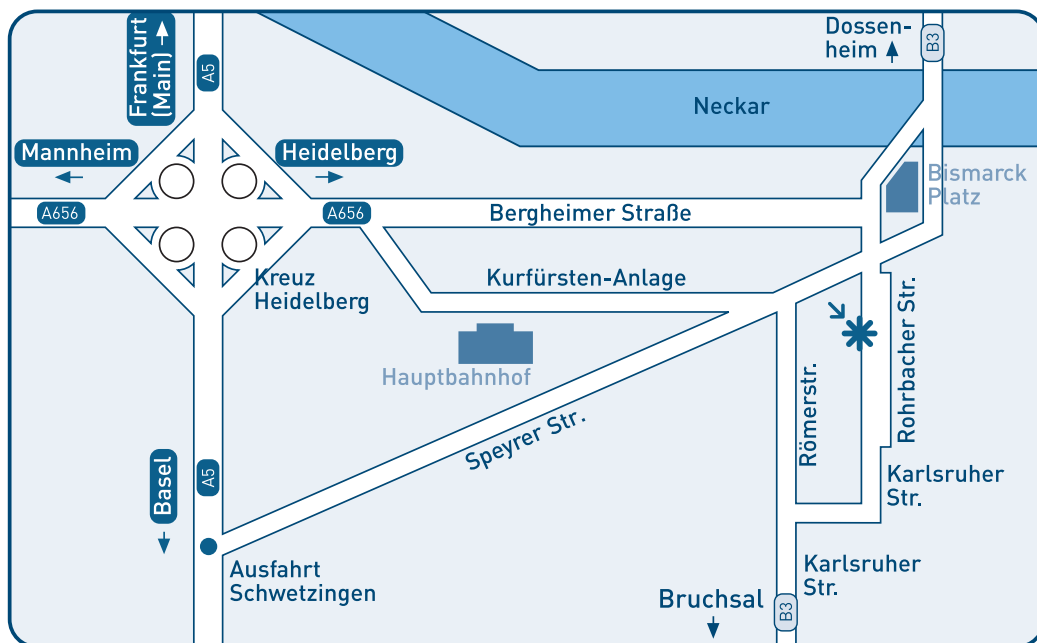 Frankfurt
(Main)
A5
Dossen-
heim
B3
Neckar
Mannheim
Heidelberg
Bismarck
Platz
A656
A656
Bergheimer Straße
Kreuz
Heidelberg
Kurfürsten-Anlage
Hauptbahnhof
Speyrer Str.
Römerstr.
Rohrbacher Str.
Basel
A5
Karlsruher
Str.
Ausfahrt
Schwetzingen
Karlsruher
Str.
Bruchsal
B3